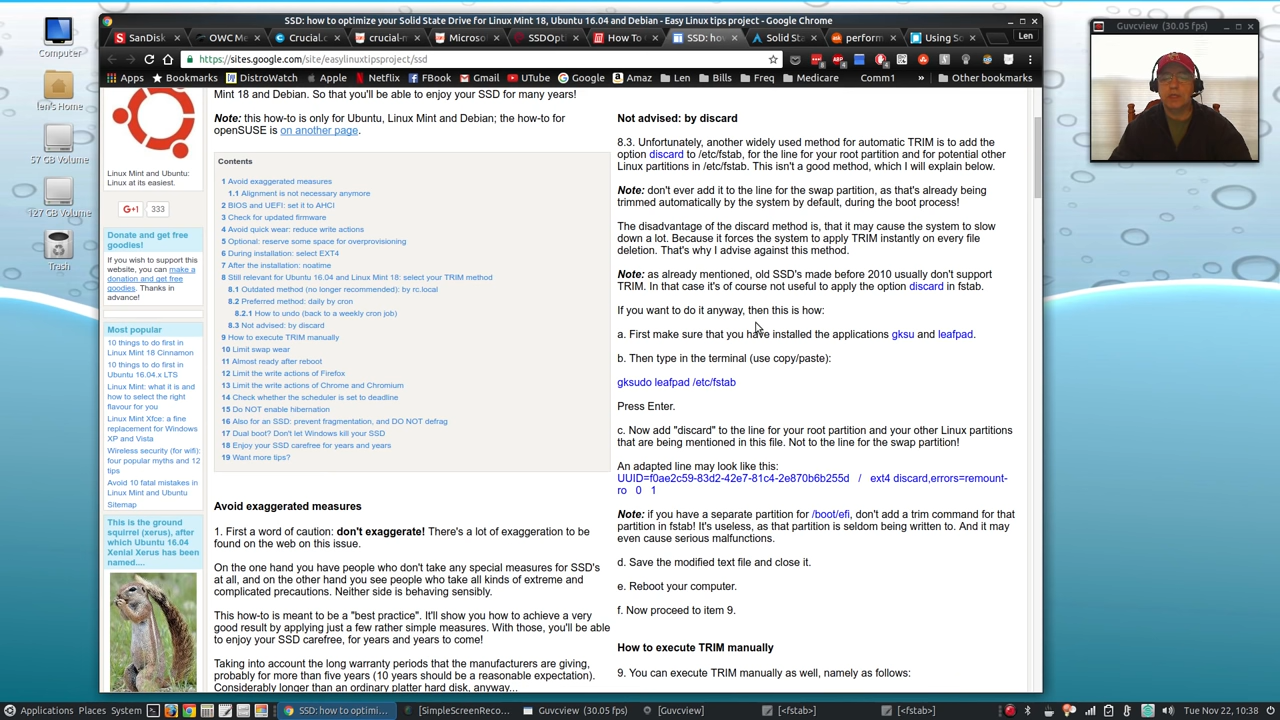 SSD: how to optimize your Solid State Drive for Linux Mint 18, Ubuntu 16.04 and Debian - Easy Linux tips project - Google Chrome
SanDisk
OWC Me
Crucial.c
crucial
Micr
SSDOpt
How To
SSD: how
Solid St
perform
Using S
Len
https://sites.google.com/site/easylinuxtipsproject/ssd
Apps
Bookmarks
DistroWatch
Apple
Netflix
FBook
Gmail
UTube
Google
Amaz
Len
Bills
Freq
Medicare
Comm1
»
Other bookmarks
Guvcview (30.05 fps)
Computer
len's Home
57 GB Volume
127 GB Volume
Trash
Linux Mint and Ubuntu:
Linux at its easiest.
G+1 333
Donate and get free
goodies!
If you wish to support
this website, you can make a
donation and get free
goodies. Thanks in
advance!
Most popular
10 things to do first in
Linux Mint 18 Cinnamon
10 things to do first in
Ubuntu 16.04.x LTS
Linux Mint: what it is and
how to select the right
flavour for you
Linux Mint Xfce: a fine
replacement for Windows
XP and Vista
Wireless security (for wifi):
four popular myths and 12
tips
Avoid 10 fatal mistakes in
Linux Mint and Ubuntu
Sitemap
This is the ground
squirrel (xerus), after
which Ubuntu 16.04
Xenial Xerus has been
named....
Mint 18 and Debian. So that you'll be able to enjoy your SSD for many years!
Note: this how-to is only for Ubuntu, Linux Mint and Debian; the how-to for
openSUSE is on another page.
Contents
1 Avoid exaggerated measures
1.1 Alignment is not necessary anymore
2 BIOS and UEFI: set it to AHCI
3 Check for updated firmware
4 Avoid quick wear: reduce write actions
5 Optional: reserve some space for overprovisioning
6 During installation: select EXT4
7 After the installation: noatime
8 Still relevant for Ubuntu 16.04 and Linux Mint 18: select your TRIM method
8.1 Outdated method (no longer recommended): by rc.local
8.2 Preferred method: daily by cron
8.2.1 How to undo (back to a weekly cron job)
8.3 Not advised: by discard
9 How to execute TRIM manually
10 Limit swap wear
11 Almost ready after reboot
12 Limit the write actions of Firefox
13 Limit the write actions of Chrome and Chromium
14 Check whether the scheduler is set to deadline
15 Do NOT enable hibernation
16 Also for an SSD: prevent fragmentation, and DO NOT defrag
17 Dual boot? Don't let Windows kill your SSD
18 Enjoy your SSD carefree for years and years
19 Want more tips?
Avoid exaggerated measures
1. First a word of caution: don't exaggerate! There's a lot of exaggeration to be
found on the web on this issue.
On the one hand you have people who don't take any special measures for SSD's
at all, and on the other hand you see people who take all kinds of extreme and
complicated precautions. Neither side is behaving sensibly.
This how-to is meant to be a "best practice". It'll show you how to achieve a very
good result by applying just a few rather simple measures. With those, you'll be able
to enjoy your SSD carefree, for years and years to come!
Taking into account the long warranty periods that the manufacturers are giving,
probably for more than five years (10 years should be a reasonable expectation).
Considerably longer than an ordinary platter hard disk, anyway...
Not advised: by discard
8.3. Unfortunately, another widely used method for automatic TRIM is to add the
option discard to /etc/fstab, for the line for your root partition and for potential other
Linux partitions in /etc/fstab. This isn't a good method, which I will explain below.
Note: don't ever add it to the line for the swap partition, as that's already being
trimmed automatically by the system by default, during the boot process!
The disadvantage of the discard method is, that it may cause the system to slow
down a lot. Because it forces the system to apply TRIM instantly on every file
deletion. That's why I advise against this method.
Note: as already mentioned, old SSD's made before 2010 usually don't support
TRIM. In that case it's of course not useful to apply the option discard in fstab.
If you want to do it anyway, then this is how:
a. First make sure that you have installed the applications gksu and leafpad.
b. Then type in the terminal (use copy/paste):
gksudo leafpad /etc/fstab
Press Enter.
c. Now add "discard" to the line for your root partition and your other Linux partitions
that are being mentioned in this file. Not to the line for the swap partition!
An adapted line may look like this:
UUID=f0ae2c59-83d2-42e7-81c4-2e870b6b255d / ext4 discard,errors=remount-
ro 0 1
Note: if you have a separate partition for /boot/efi, don't add a trim command for that
partition in fstab! It's useless, as that partition is seldom being written to. And it may
even cause serious malfunctions.
d. Save the modified text file and close it.
e. Reboot your computer.
f. Now proceed to item 9.
How to execute TRIM manually
9. You can execute TRIM manually as well, namely as follows:
Applications Places System
SSD: how to optimi...
[SimpleScreenReco...
Guvcview (30.05 fps)
[Guvcview]
[<fstab>]
[<fstab>]
Tue Nov 22, 10:38